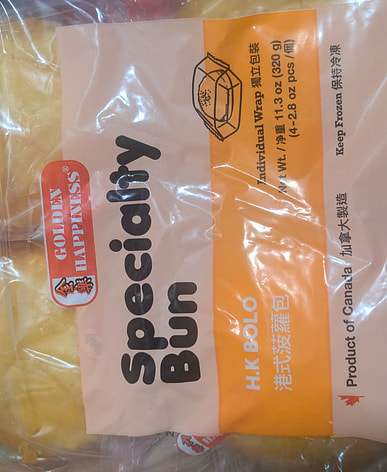 金樂
GOLDEN
HAPPINESS®
Specialty
Bun
H.K BOLO
港式菠蘿包
Individual Wrap 獨立包裝
Net Wt. / 淨重 11.3 oz (320 g)
(4-2.8 oz pcs /個)
Product of Canada 加拿大製造
Keep Frozen 保持冷凍